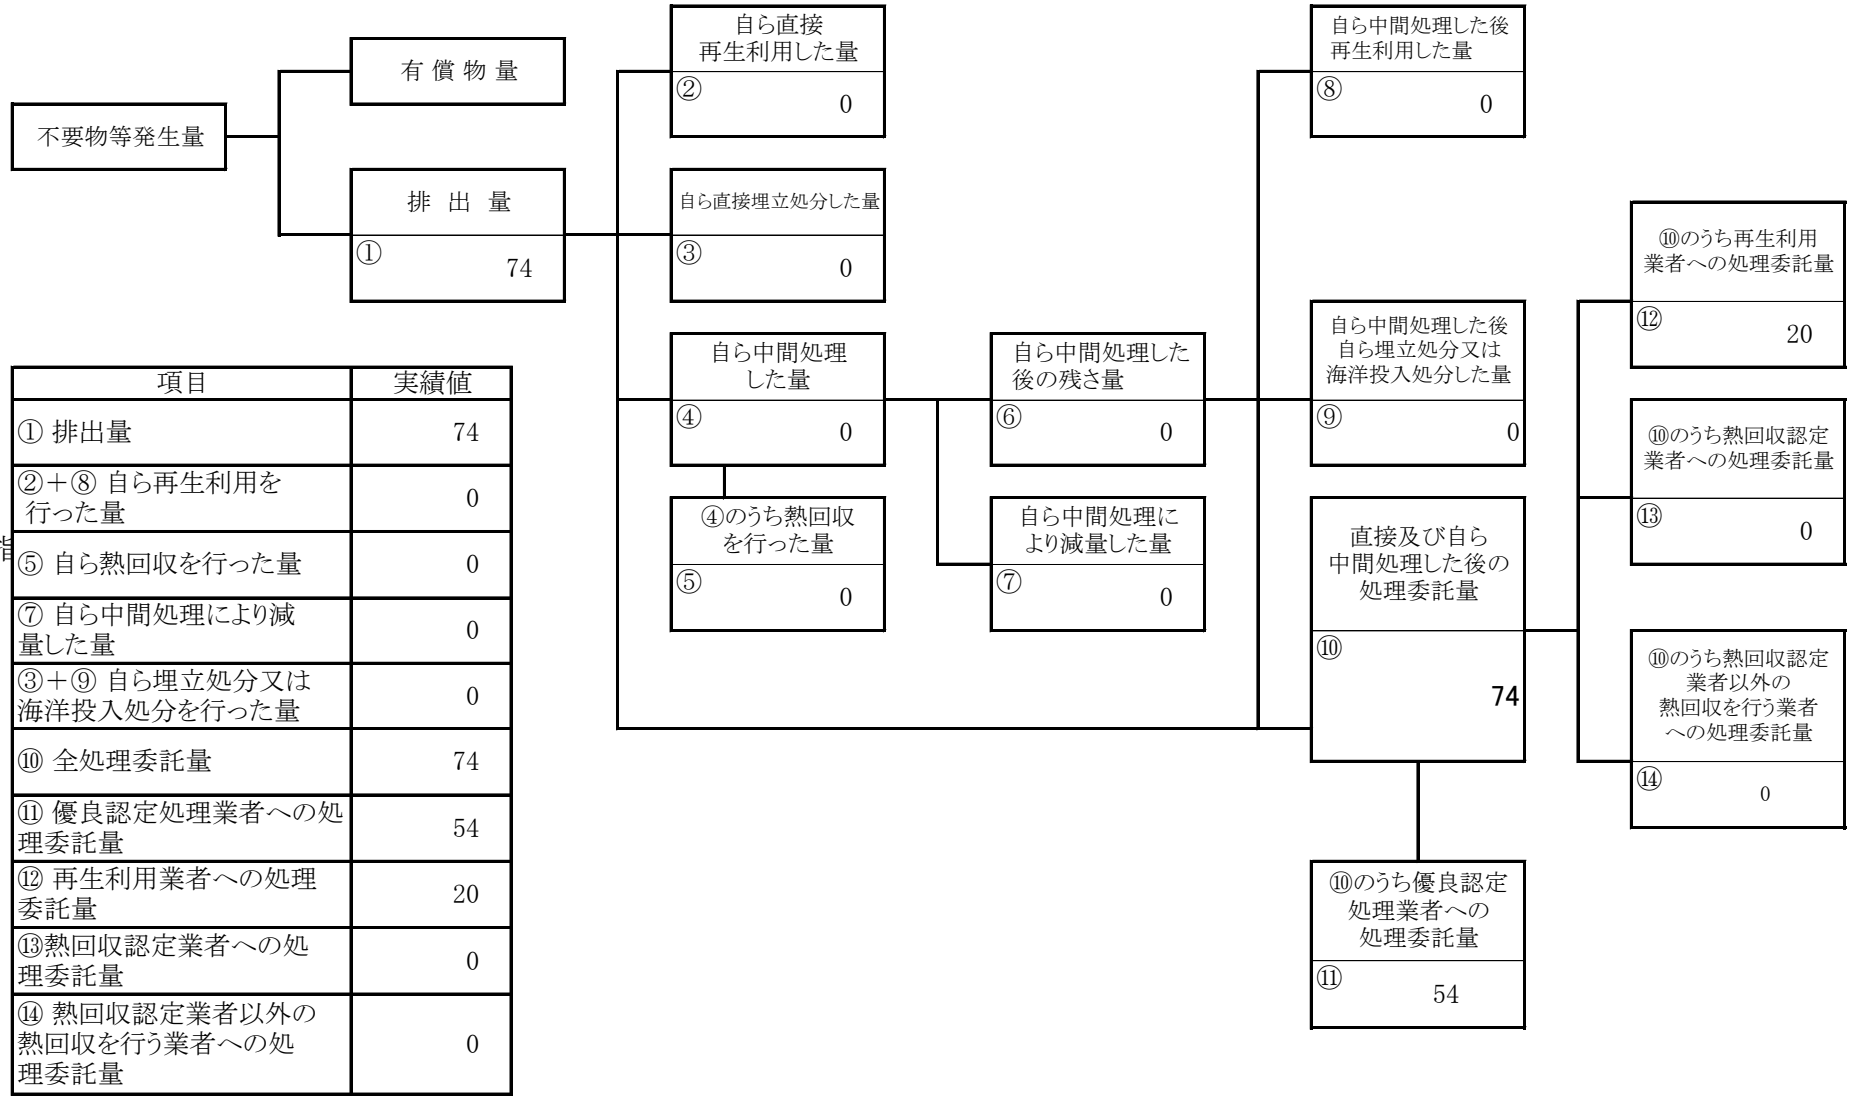 不要物等発生量
有 償 物 量
排 出 量
①
74
自ら直接
再生利用した量
②
0
自ら直接埋立処分した量
③
0
自ら中間処理
した量
④
0
④のうち熱回収
を行った量
⑤
0
自ら中間処理した
後の残さ量
⑥
0
自ら中間処理に
より減量した量
⑦
0
自ら中間処理した後
再生利用した量
⑧
0
自ら中間処理した後
自ら埋立処分又は
海洋投入処分した量
⑨
0
直接及び自ら
中間処理した後の
処理委託量
⑩
74
⑩のうち優良認定
処理業者への
処理委託量
⑪
54
⑩のうち再生利用
業者への処理委託量
⑫
20
⑩のうち熱回収認定
業者への処理委託量
⑬
0
⑩のうち熱回収認定
業者以外の
熱回収を行う業者
への処理委託量
⑭
0
項目 実績値
① 排出量 74
②＋⑧ 自ら再生利用を
行った量 0
⑤ 自ら熱回収を行った量 0
⑦ 自ら中間処理により減
量した量 0
③＋⑨ 自ら埋立処分又は
海洋投入処分を行った量 0
⑩ 全処理委託量 74
⑪ 優良認定処理業者への処
理委託量 54
⑫ 再生利用業者への処理
委託量 20
⑬熱回収認定業者への処
理委託量 0
⑭ 熱回収認定業者以外の
熱回収を行う業者への処
理委託量 0